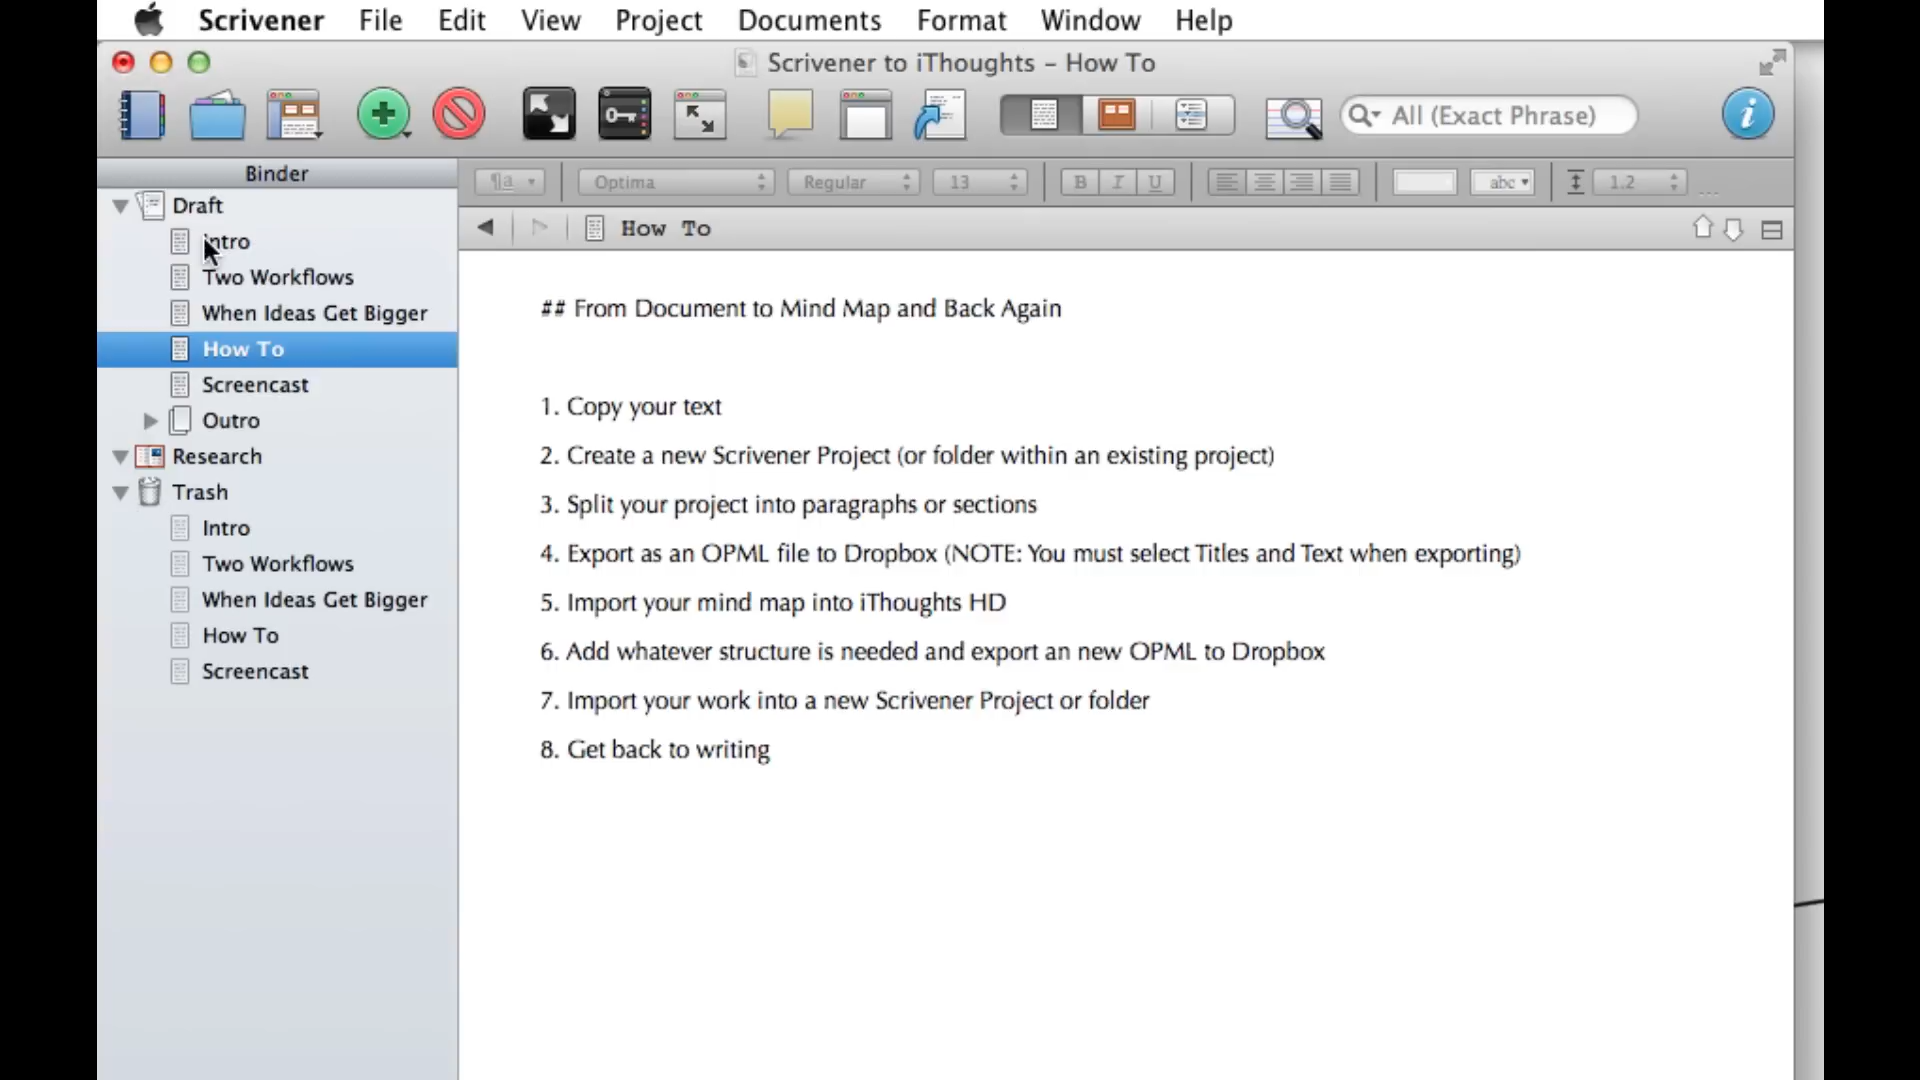 Scrivener File Edit View Project Documents Format Window Help
Scrivener to iThoughts – How To
All (Exact Phrase)
Binder
¶a Optima Regular 13 B I U abc 1.2 ...
Draft
How To
Intro
Two Workflows
When Ideas Get Bigger
How To
Screencast
Outro
Research
Trash
Intro
Two Workflows
When Ideas Get Bigger
How To
Screencast
## From Document to Mind Map and Back Again
1. Copy your text
2. Create a new Scrivener Project (or folder within an existing project)
3. Split your project into paragraphs or sections
4. Export as an OPML file to Dropbox (NOTE: You must select Titles and Text when exporting)
5. Import your mind map into iThoughts HD
6. Add whatever structure is needed and export an new OPML to Dropbox
7. Import your work into a new Scrivener Project or folder
8. Get back to writing